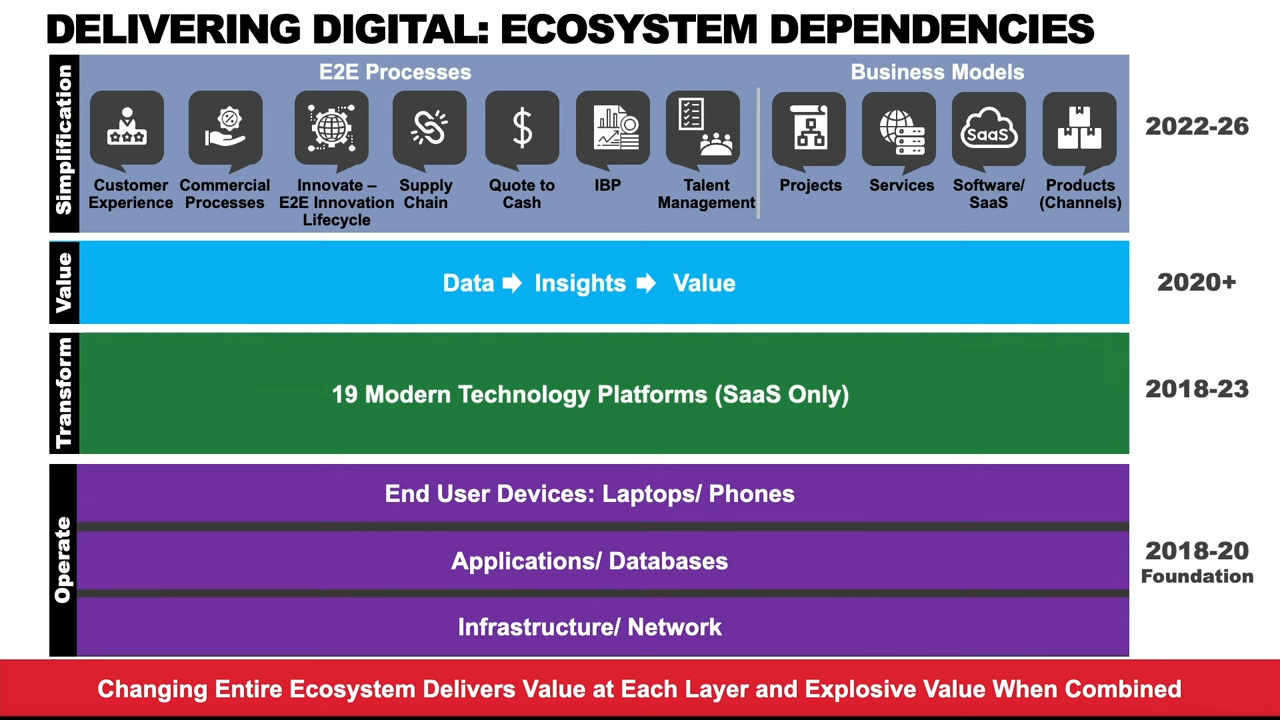 DELIVERING DIGITAL: ECOSYSTEM DEPENDENCIES
Simplification
E2E Processes
Business Models
Customer
Experience
Commercial
Processes
Innovate –
E2E Innovation
Lifecycle
Supply
Chain
Quote to
Cash
IBP
Talent
Management
Projects
Services
SaaS
Software/
SaaS
Products
(Channels)
2022-26
Value
Data ➡ Insights ➡ Value
2020+
Transform
19 Modern Technology Platforms (SaaS Only)
2018-23
Operate
End User Devices: Laptops/ Phones
Applications/ Databases
Infrastructure/ Network
2018-20
Foundation
Changing Entire Ecosystem Delivers Value at Each Layer and Explosive Value When Combined